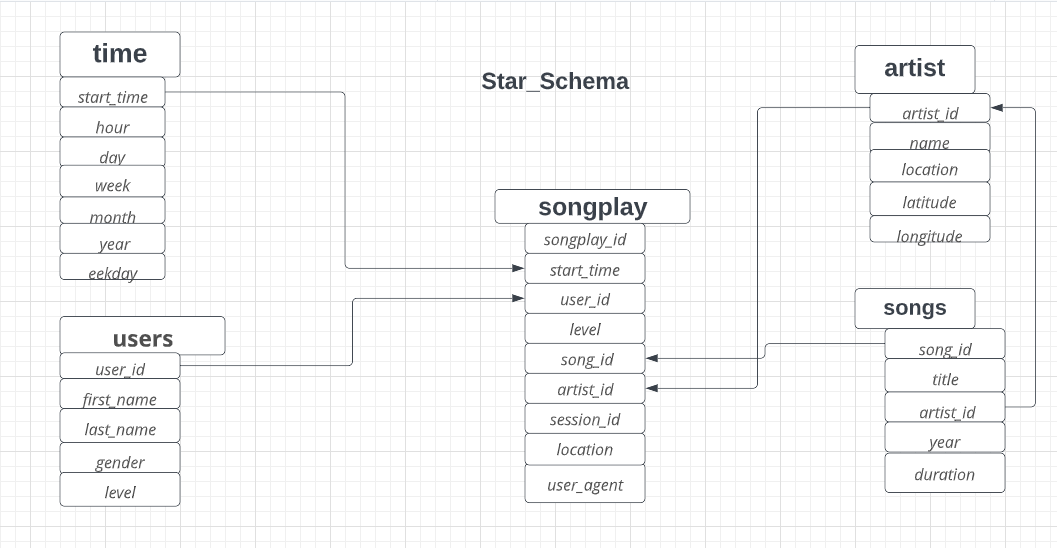 time
start_time
hour
day
week
month
year
eekday
users
user_id
first_name
last_name
gender
level
Star_Schema
songplay
songplay_id
start_time
user_id
level
song_id
artist_id
session_id
location
user_agent
artist
artist_id
name
location
latitude
longitude
songs
song_id
title
artist_id
year
duration